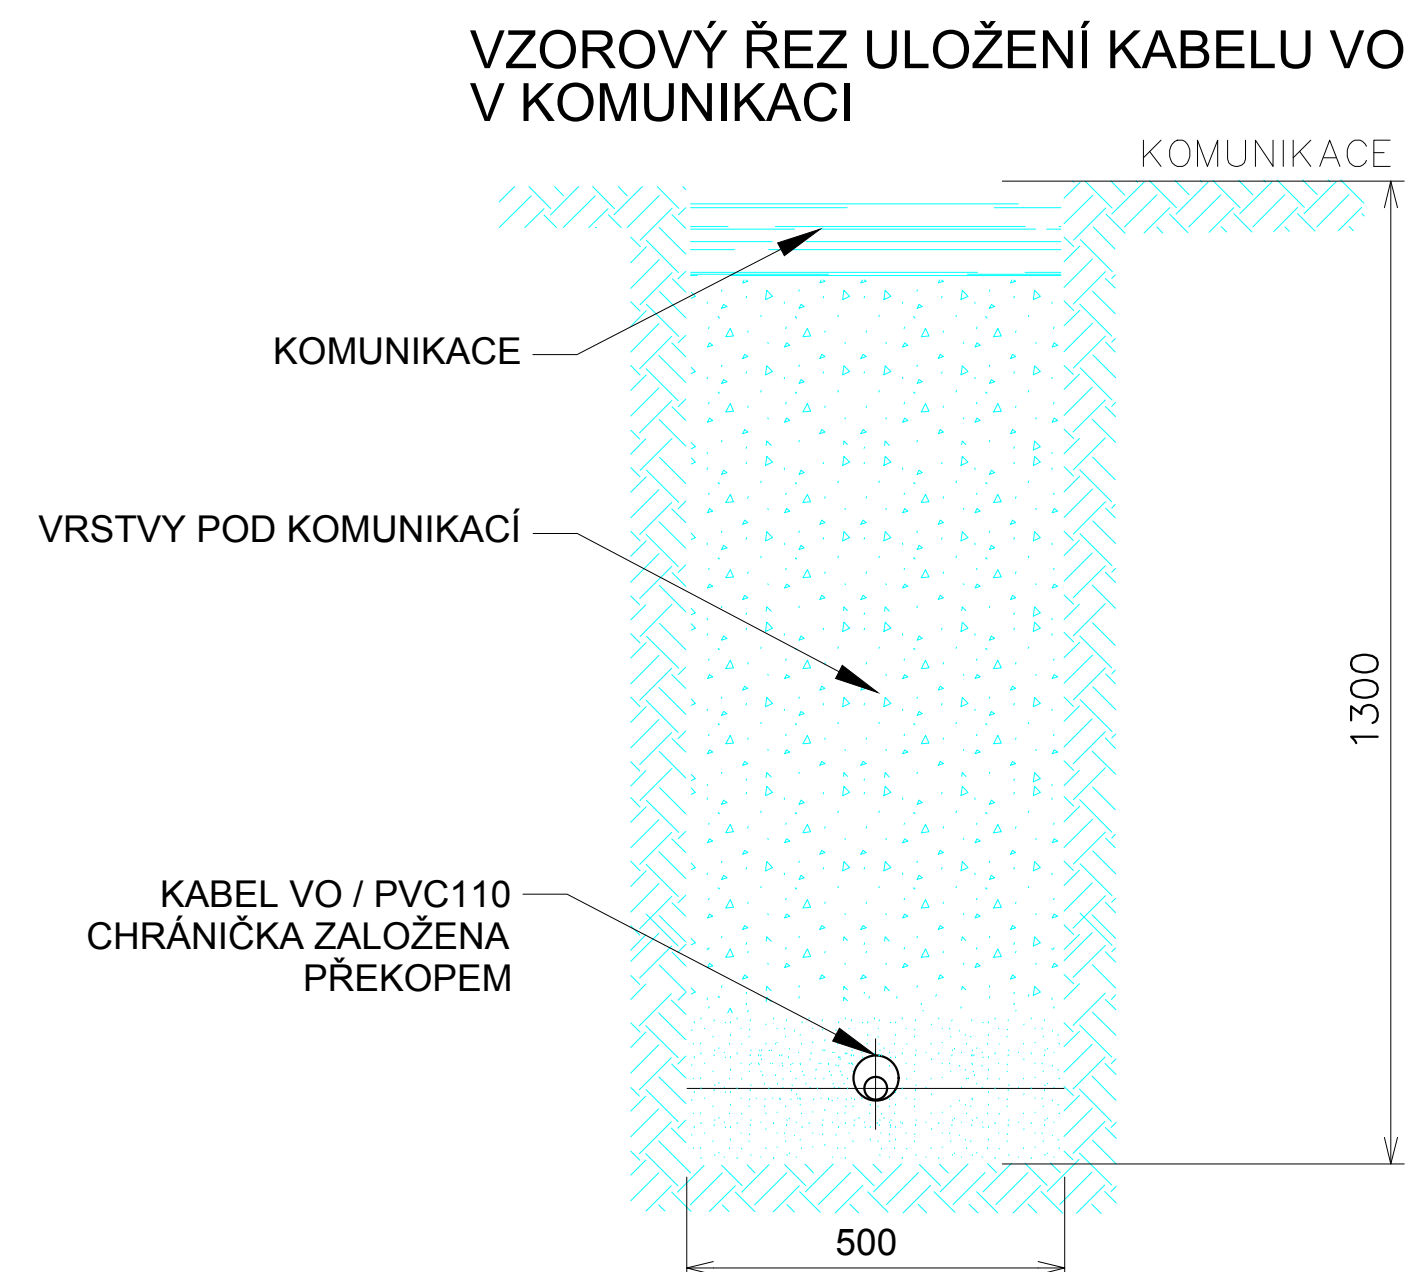 VZOROVÝ ŘEZ ULOŽENÍ KABELU VO
V KOMUNIKACI
KOMUNIKACE
KOMUNIKACE
VRSTVY POD KOMUNIKACÍ
1300
KABEL VO / PVC110
CHRÁNIČKA ZALOŽENA
PŘEKOPEM
500